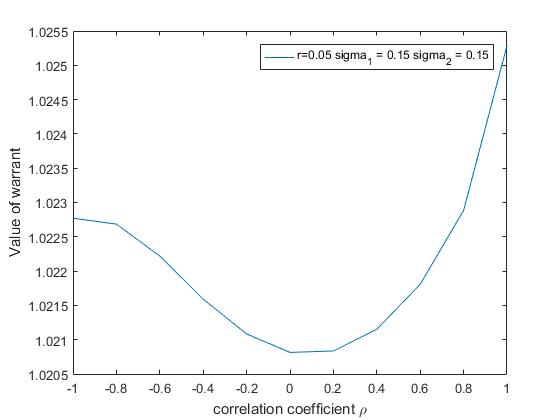 1.0255
1.025
1.0245
1.024
1.0235
1.023
1.0225
1.022
1.0215
1.021
1.0205
Value of warrant
r=0.05 sigma₁ = 0.15 sigma₂ = 0.15
-1 -0.8 -0.6 -0.4 -0.2 0 0.2 0.4 0.6 0.8 1
correlation coefficient ρ